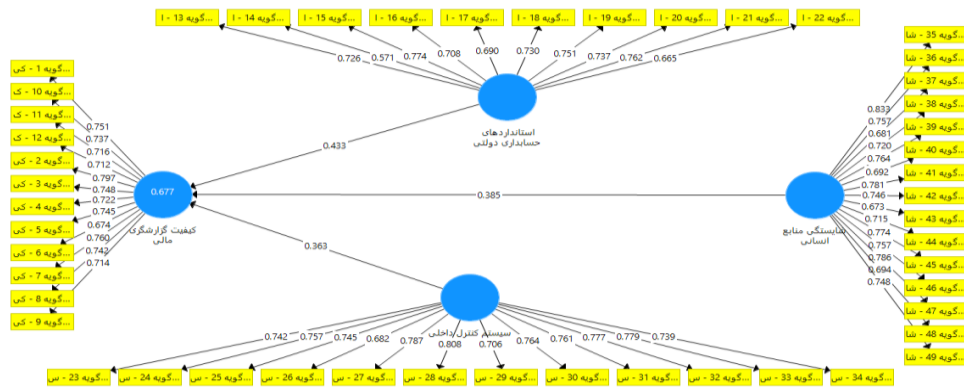 گویه 13 - ا...
گویه 14 - ا...
گویه 15 - ا...
گویه 16 - ا...
گویه 17 - ا...
گویه 18 - ا...
گویه 19 - ا...
گویه 20 - ا...
گویه 21 - ا...
گویه 22 - ا...
0.726
0.571
0.774
0.708
0.690
0.730
0.751
0.737
0.762
0.665
استانداردهای
حسابداری دولتی
گویه 1 - کی...
گویه 10 - ک...
گویه 11 - ک...
گویه 12 - ک...
گویه 2 - کی...
گویه 3 - کی...
گویه 4 - کی...
گویه 5 - کی...
گویه 6 - کی...
گویه 7 - کی...
گویه 8 - کی...
گویه 9 - کی...
0.751
0.737
0.716
0.712
0.797
0.748
0.722
0.745
0.674
0.760
0.742
0.714
0.677
کیفیت گزارشگری
مالی
0.433
0.385
0.363
شایستگی منابع
انسانی
0.833
0.757
0.681
0.720
0.764
0.692
0.781
0.746
0.673
0.715
0.774
0.757
0.786
0.694
0.748
گویه 35 - شا...
گویه 36 - شا...
گویه 37 - شا...
گویه 38 - شا...
گویه 39 - شا...
گویه 40 - شا...
گویه 41 - شا...
گویه 42 - شا...
گویه 43 - شا...
گویه 44 - شا...
گویه 45 - شا...
گویه 46 - شا...
گویه 47 - شا...
گویه 48 - شا...
گویه 49 - شا...
سیستم کنترل داخلی
0.742
0.757
0.745
0.682
0.787
0.808
0.706
0.764
0.761
0.777
0.779
0.739
گویه 23 - س...
گویه 24 - س...
گویه 25 - س...
گویه 26 - س...
گویه 27 - س...
گویه 28 - س...
گویه 29 - س...
گویه 30 - س...
گویه 31 - س...
گویه 32 - س...
گویه 33 - س...
گویه 34 - س...